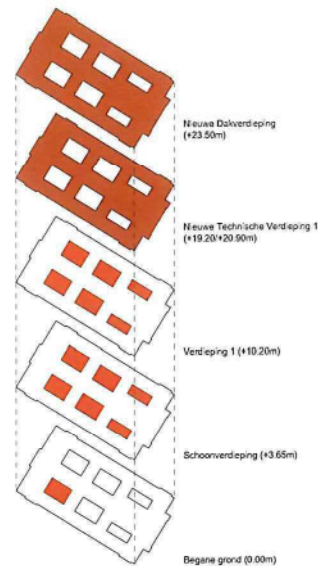 Nieuwe Dakverdieping
(+23.50m)
Nieuwe Technische Verdieping 1
(+19.20/+20.90m)
Verdieping 1 (+10.20m)
Schoonverdieping (+3.65m)
Begane grond (0.00m)